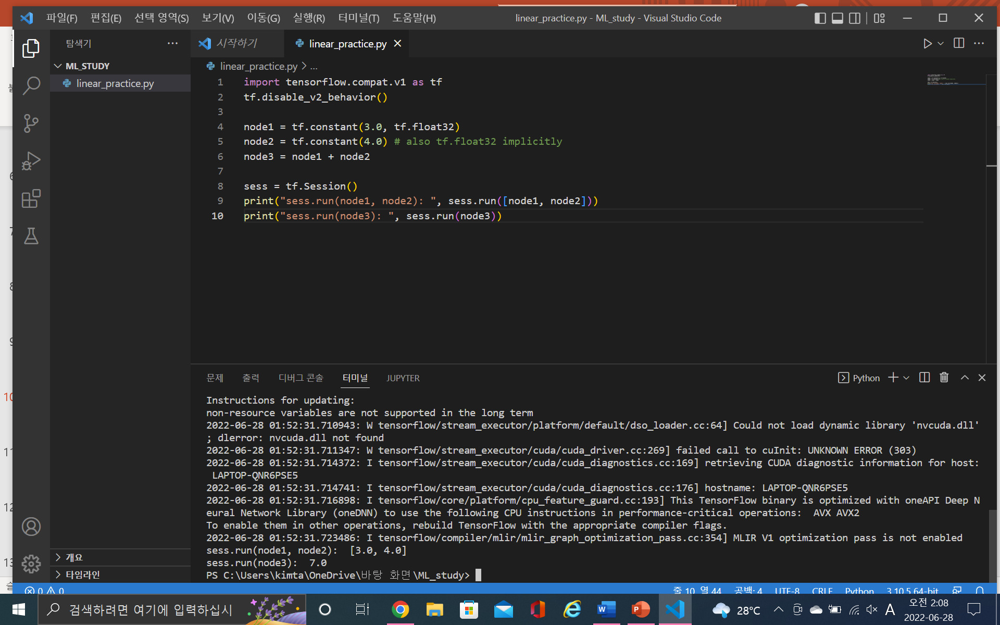 파일(F) 편집(E) 선택 영역(S) 보기(V) 이동(G) 실행(R) 터미널(T) 도움말(H) linear_practice.py - ML_study - Visual Studio Code
탐색기
시작하기 linear_practice.py
ML_STUDY
linear_practice.py
linear_practice.py > ...
1 import tensorflow.compat.v1 as tf
2 tf.disable_v2_behavior()
3
4 node1 = tf.constant(3.0, tf.float32)
5 node2 = tf.constant(4.0) # also tf.float32 implicitly
6 node3 = node1 + node2
7
8 sess = tf.Session()
9 print("sess.run(node1, node2): ", sess.run([node1, node2]))
10 print("sess.run(node3): ", sess.run(node3))
문제 출력 디버그 콘솔 터미널 JUPYTER Python
Instructions for updating:
non-resource variables are not supported in the long term
2022-06-28 01:52:31.710943: W tensorflow/stream_executor/platform/default/dso_loader.cc:64] Could not load dynamic library 'nvcuda.dll'
; dlerror: nvcuda.dll not found
2022-06-28 01:52:31.711347: W tensorflow/stream_executor/cuda/cuda_driver.cc:269] failed call to cuInit: UNKNOWN ERROR (303)
2022-06-28 01:52:31.714372: I tensorflow/stream_executor/cuda/cuda_diagnostics.cc:169] retrieving CUDA diagnostic information for host:
LAPTOP-QNR6PSE5
2022-06-28 01:52:31.714741: I tensorflow/stream_executor/cuda/cuda_diagnostics.cc:176] hostname: LAPTOP-QNR6PSE5
2022-06-28 01:52:31.716898: I tensorflow/core/platform/cpu_feature_guard.cc:193] This TensorFlow binary is optimized with oneAPI Deep N
eural Network Library (oneDNN) to use the following CPU instructions in performance-critical operations:  AVX AVX2
To enable them in other operations, rebuild TensorFlow with the appropriate compiler flags.
2022-06-28 01:52:31.723486: I tensorflow/compiler/mlir/mlir_graph_optimization_pass.cc:354] MLIR V1 optimization pass is not enabled
sess.run(node1, node2):  [3.0, 4.0]
sess.run(node3):  7.0
PS C:\Users\kimta\OneDrive\바탕 화면\ML_study>
개요
타임라인
0 0 줄 10, 열 44 공백: 4 UTF-8 CRLF Python 3.10.5 64-bit
10
11
12
13
검색하려면 여기에 입력하십시 28°C A 오전 2:08
2022-06-28